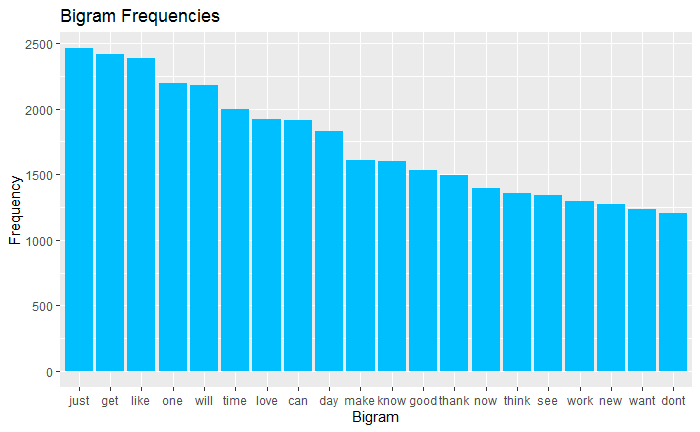 Bigram Frequencies
Frequency
2500
2000
1500
1000
500
0
just get like one will time love can day make know good thank now think see work new want dont
Bigram